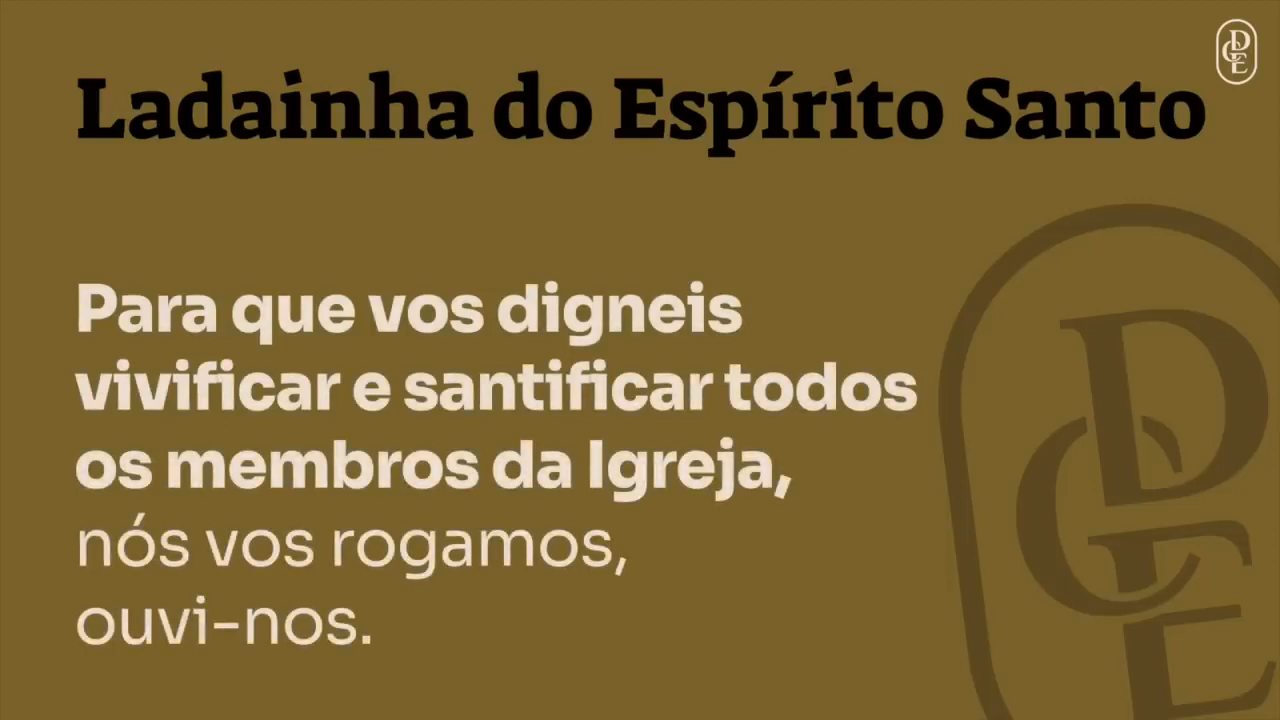 Ladainha do Espírito Santo
Para que vos digneis
vivificar e santificar todos
os membros da Igreja,
nós vos rogamos,
ouvi-nos.